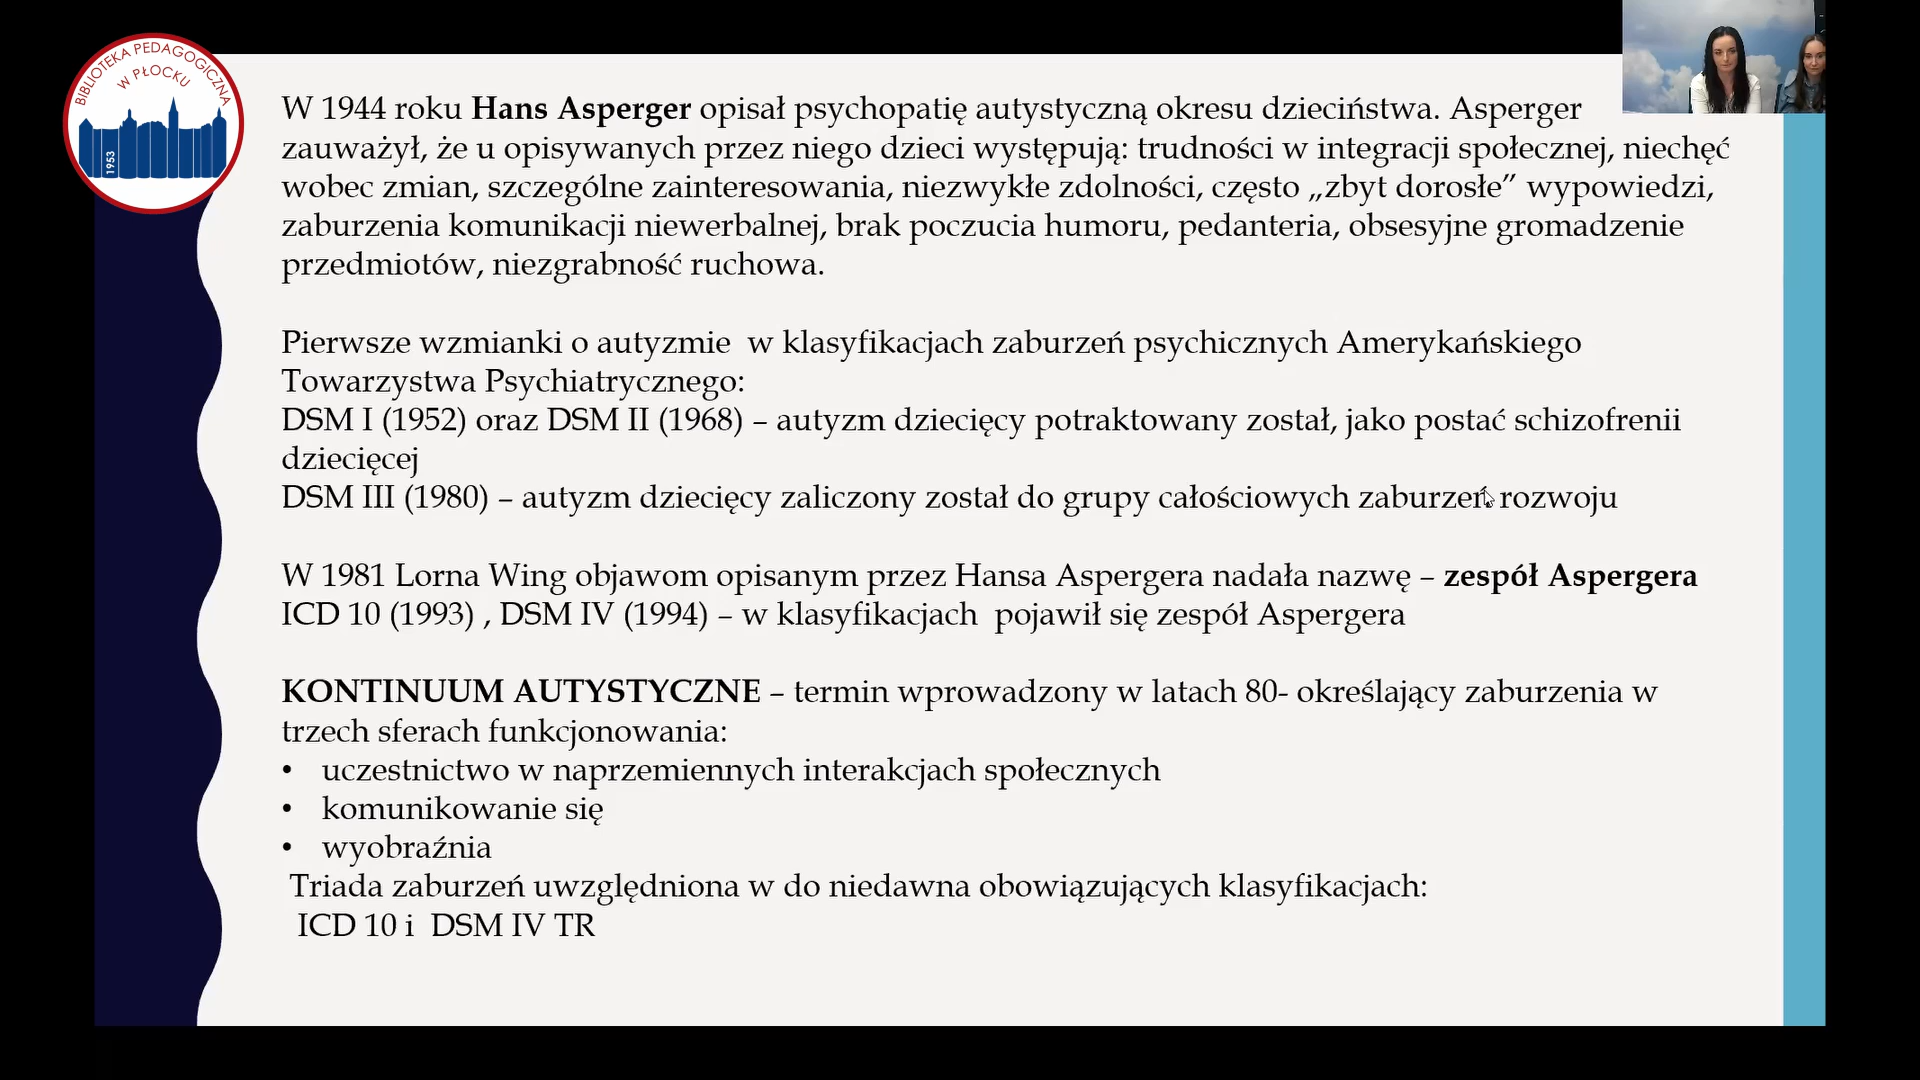 BIBLIOTEKA PEDAGOGICZNA
W PŁOCKU
1953
W 1944 roku Hans Asperger opisał psychopatię autystyczną okresu dzieciństwa. Asperger
zauważył, że u opisywanych przez niego dzieci występują: trudności w integracji społecznej, niechęć
wobec zmian, szczególne zainteresowania, niezwykłe zdolności, często „zbyt dorosłe” wypowiedzi,
zaburzenia komunikacji niewerbalnej, brak poczucia humoru, pedanteria, obsesyjne gromadzenie
przedmiotów, niezgrabność ruchowa.
Pierwsze wzmianki o autyzmie w klasyfikacjach zaburzeń psychicznych Amerykańskiego
Towarzystwa Psychiatrycznego:
DSM I (1952) oraz DSM II (1968) – autyzm dziecięcy potraktowany został, jako postać schizofrenii
dziecięcej
DSM III (1980) – autyzm dziecięcy zaliczony został do grupy całościowych zaburzeń rozwoju
W 1981 Lorna Wing objawom opisanym przez Hansa Aspergera nadała nazwę – zespół Aspergera
ICD 10 (1993) , DSM IV (1994) – w klasyfikacjach pojawił się zespół Aspergera
KONTINUUM AUTYSTYCZNE – termin wprowadzony w latach 80- określający zaburzenia w
trzech sferach funkcjonowania:
• uczestnictwo w naprzemiennych interakcjach społecznych
• komunikowanie się
• wyobraźnia
Triada zaburzeń uwzględniona w do niedawna obowiązujących klasyfikacjach:
ICD 10 i DSM IV TR